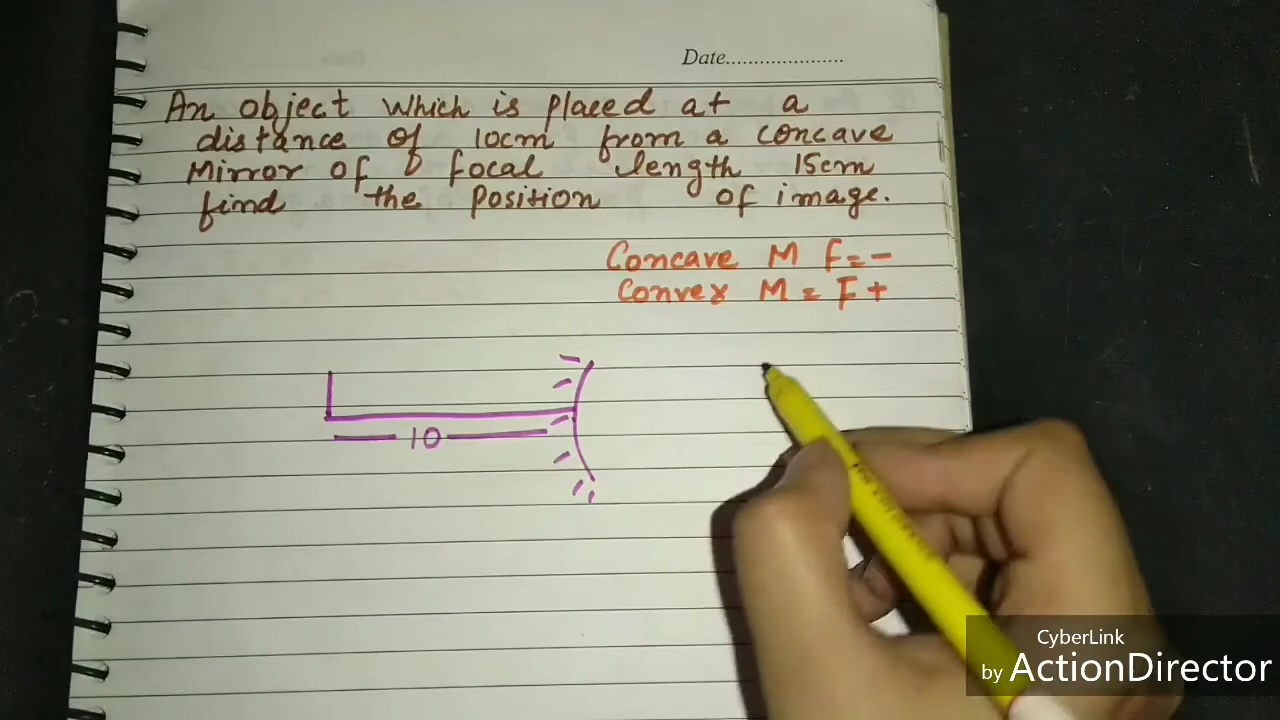 Date.....................
An object which is placed at a
distance of 10cm from a concave
Mirror of focal length 15cm
find the Position of image.
Concave M F=-
Convex M = F+
10
CyberLink
by ActionDirector